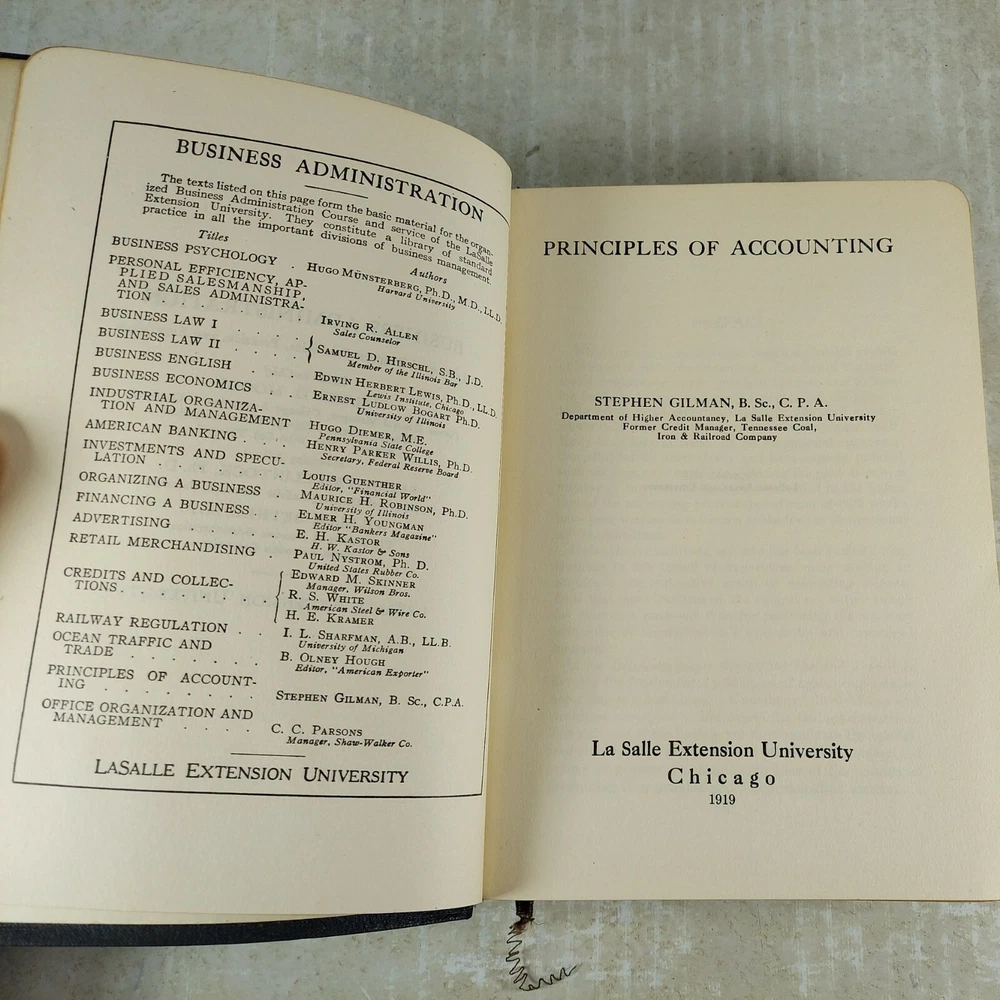 BUSINESS ADMINISTRATION
The texts listed on this page form the basic material for the organ-
ized Business Administration Course and service of the LaSalle
Extension University. They constitute a library of standard
practice in all the important divisions of business management.
Titles
Authors
BUSINESS PSYCHOLOGY . HUGO MÜNSTERBERG, Ph.D., M.D., LL.D.
Harvard University
PERSONAL EFFICIENCY, AP-
PLIED SALESMANSHIP,
AND SALES ADMINISTRA-
TION . . . . . . . . IRVING R. ALLEN
Sales Counselor
BUSINESS LAW I . . . .
BUSINESS LAW II . . . . { SAMUEL D. HIRSCHL, S.B., J.D.
Member of the Illinois Bar
BUSINESS ENGLISH . . . EDWIN HERBERT LEWIS, Ph.D., LL.D.
Lewis Institute, Chicago
BUSINESS ECONOMICS . . ERNEST LUDLOW BOGART Ph.D.
University of Illinois
INDUSTRIAL ORGANIZA-
TION AND MANAGEMENT HUGO DIEMER, M.E.
Pennsylvania State College
AMERICAN BANKING . . . HENRY PARKER WILLIS, Ph.D.
Secretary, Federal Reserve Board
INVESTMENTS AND SPECU-
LATION . . . . . . . LOUIS GUENTHER
Editor, "Financial World"
ORGANIZING A BUSINESS . MAURICE H. ROBINSON, Ph.D.
University of Illinois
FINANCING A BUSINESS . . ELMER H. YOUNGMAN
Editor "Bankers Magazine"
ADVERTISING . . . . . E. H. KASTOR
H. W. Kastor & Sons
RETAIL MERCHANDISING . PAUL NYSTROM, Ph. D.
United States Rubber Co.
CREDITS AND COLLEC-
TIONS . . . . . . . . { EDWARD M. SKINNER
Manager, Wilson Bros.
R. S. WHITE
American Steel & Wire Co.
H. E. KRAMER
RAILWAY REGULATION . . I. L. SHARFMAN, A.B., LL.B.
University of Michigan
OCEAN TRAFFIC AND
TRADE . . . . . . . B. OLNEY HOUGH
Editor, "American Exporter"
PRINCIPLES OF ACCOUNT-
ING . . . . . . . . STEPHEN GILMAN, B. Sc., C.P.A.
OFFICE ORGANIZATION AND
MANAGEMENT . . . . C. C. PARSONS
Manager, Shaw-Walker Co.
LASALLE EXTENSION UNIVERSITY
PRINCIPLES OF ACCOUNTING
STEPHEN GILMAN, B. Sc., C. P. A.
Department of Higher Accountancy, La Salle Extension University
Former Credit Manager, Tennessee Coal,
Iron & Railroad Company
La Salle Extension University
Chicago
1919